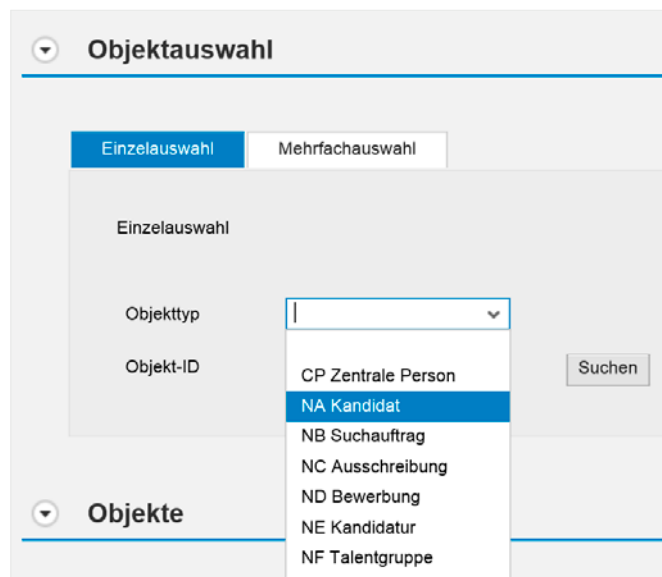 Objektauswahl
Einzelauswahl Mehrfachauswahl
Einzelauswahl
Objekttyp
Objekt-ID Suchen
CP Zentrale Person
NA Kandidat
NB Suchauftrag
NC Ausschreibung
ND Bewerbung
NE Kandidatur
NF Talentgruppe
Objekte